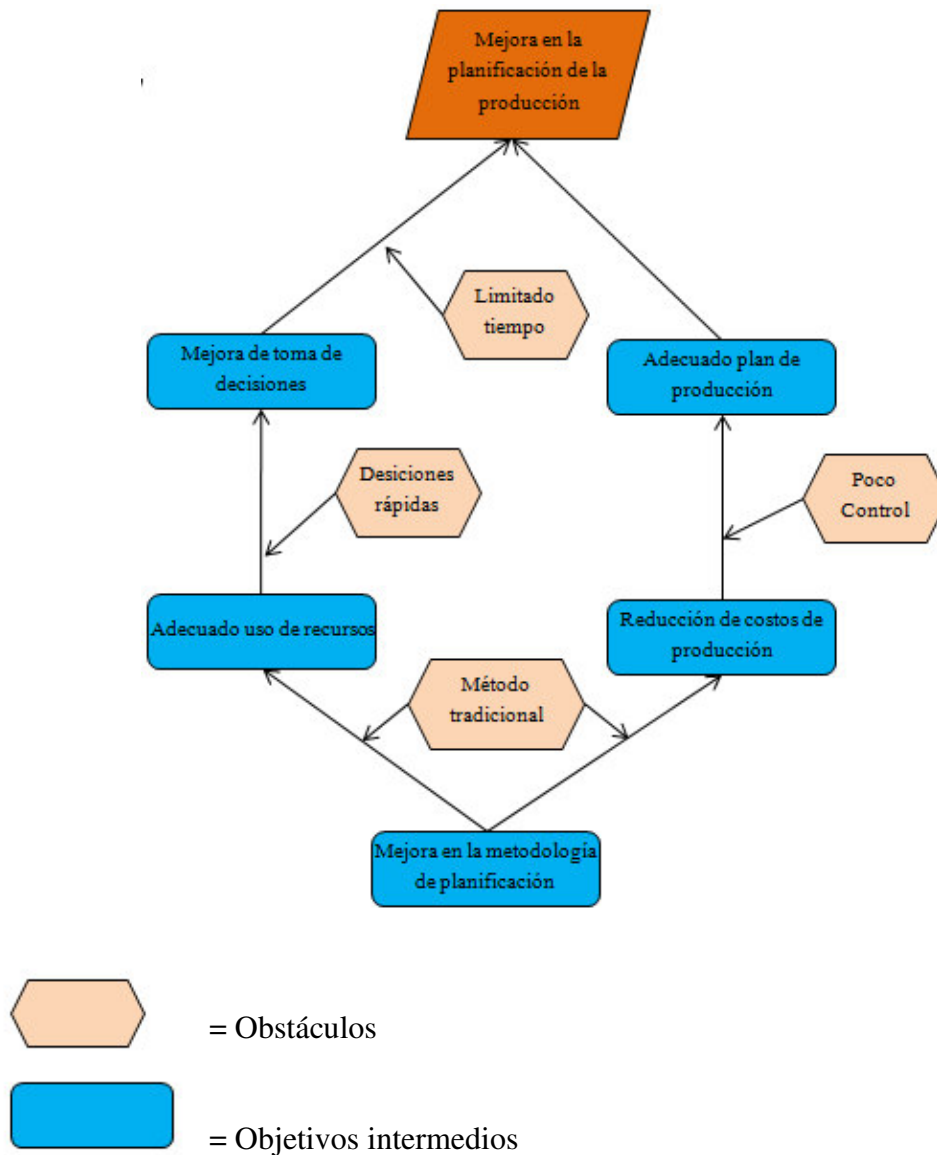 Mejora en la
planificación de la
producción
Limitado
tiempo
Mejora de toma de
decisiones
Adecuado plan de
producción
Desiciones
rápidas
Poco
Control
Adecuado uso de recursos
Reducción de costos de
producción
Método
tradicional
Mejora en la metodología
de planificación
= Obstáculos
= Objetivos intermedios